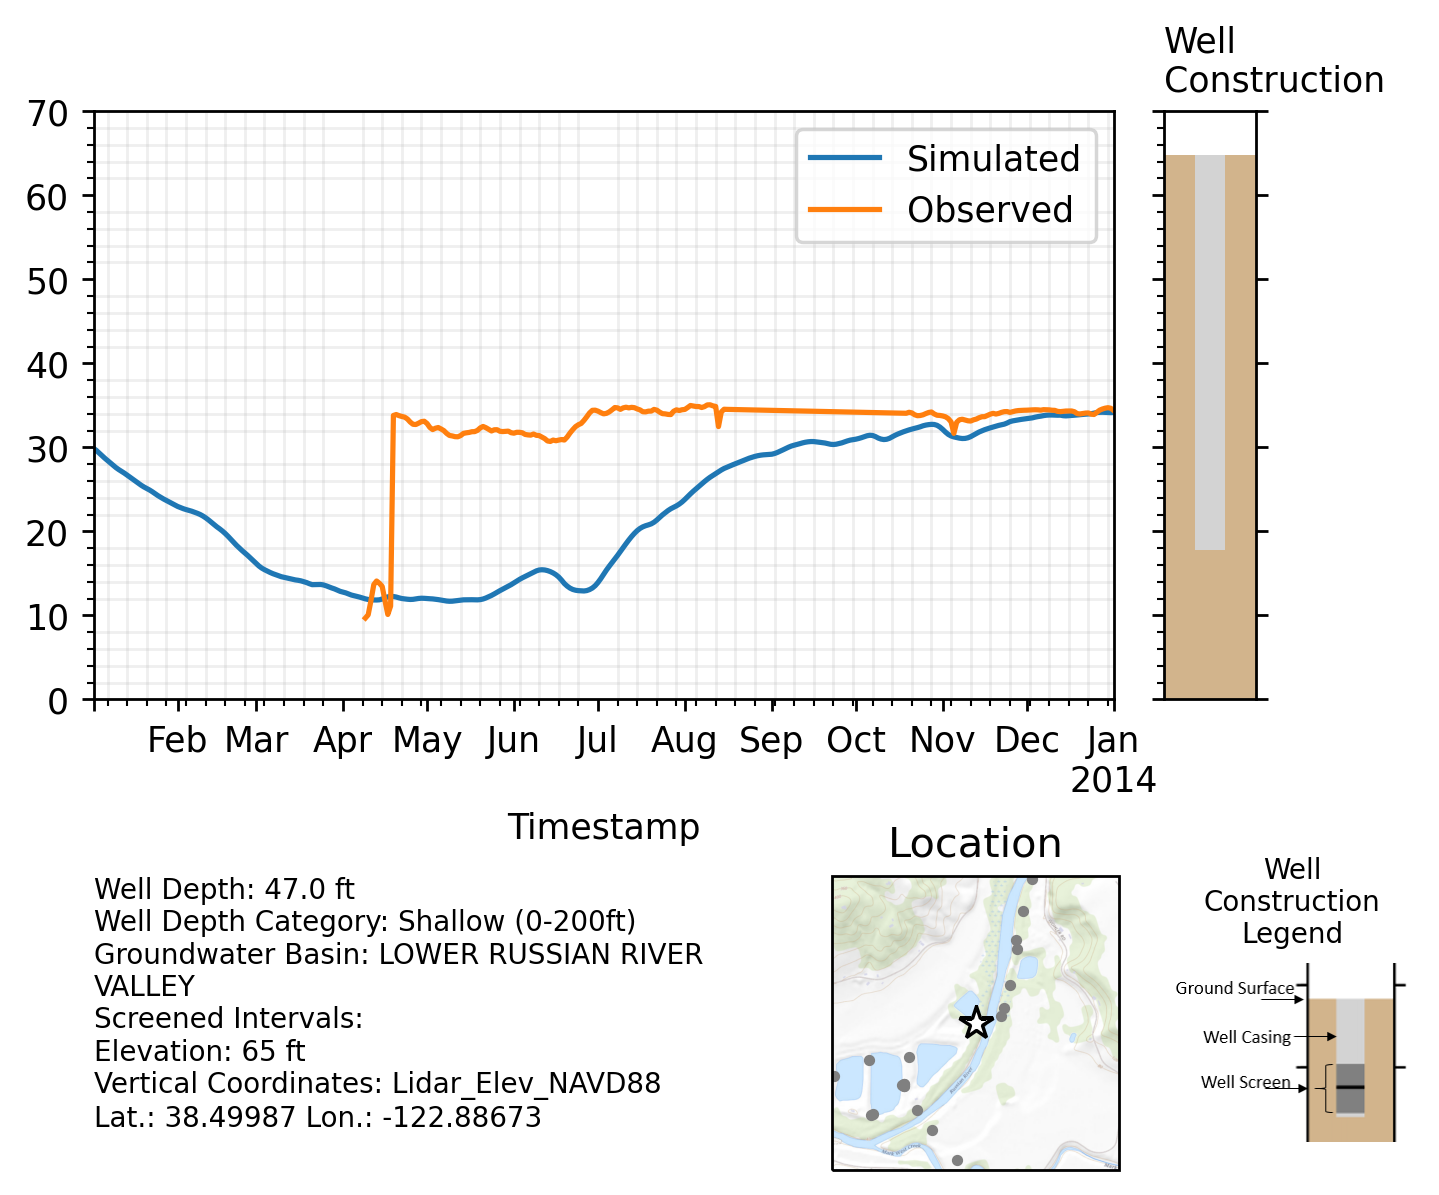 Well
Construction
70
60
50
40
30
20
10
0
Simulated
Observed
Feb Mar Apr May Jun Jul Aug Sep Oct Nov Dec Jan
2014
Timestamp
Well Depth: 47.0 ft
Well Depth Category: Shallow (0-200ft)
Groundwater Basin: LOWER RUSSIAN RIVER
VALLEY
Screened Intervals:
Elevation: 65 ft
Vertical Coordinates: Lidar_Elev_NAVD88
Lat.: 38.49987 Lon.: -122.88673
Location
Well
Construction
Legend
Ground Surface
Well Casing
Well Screen